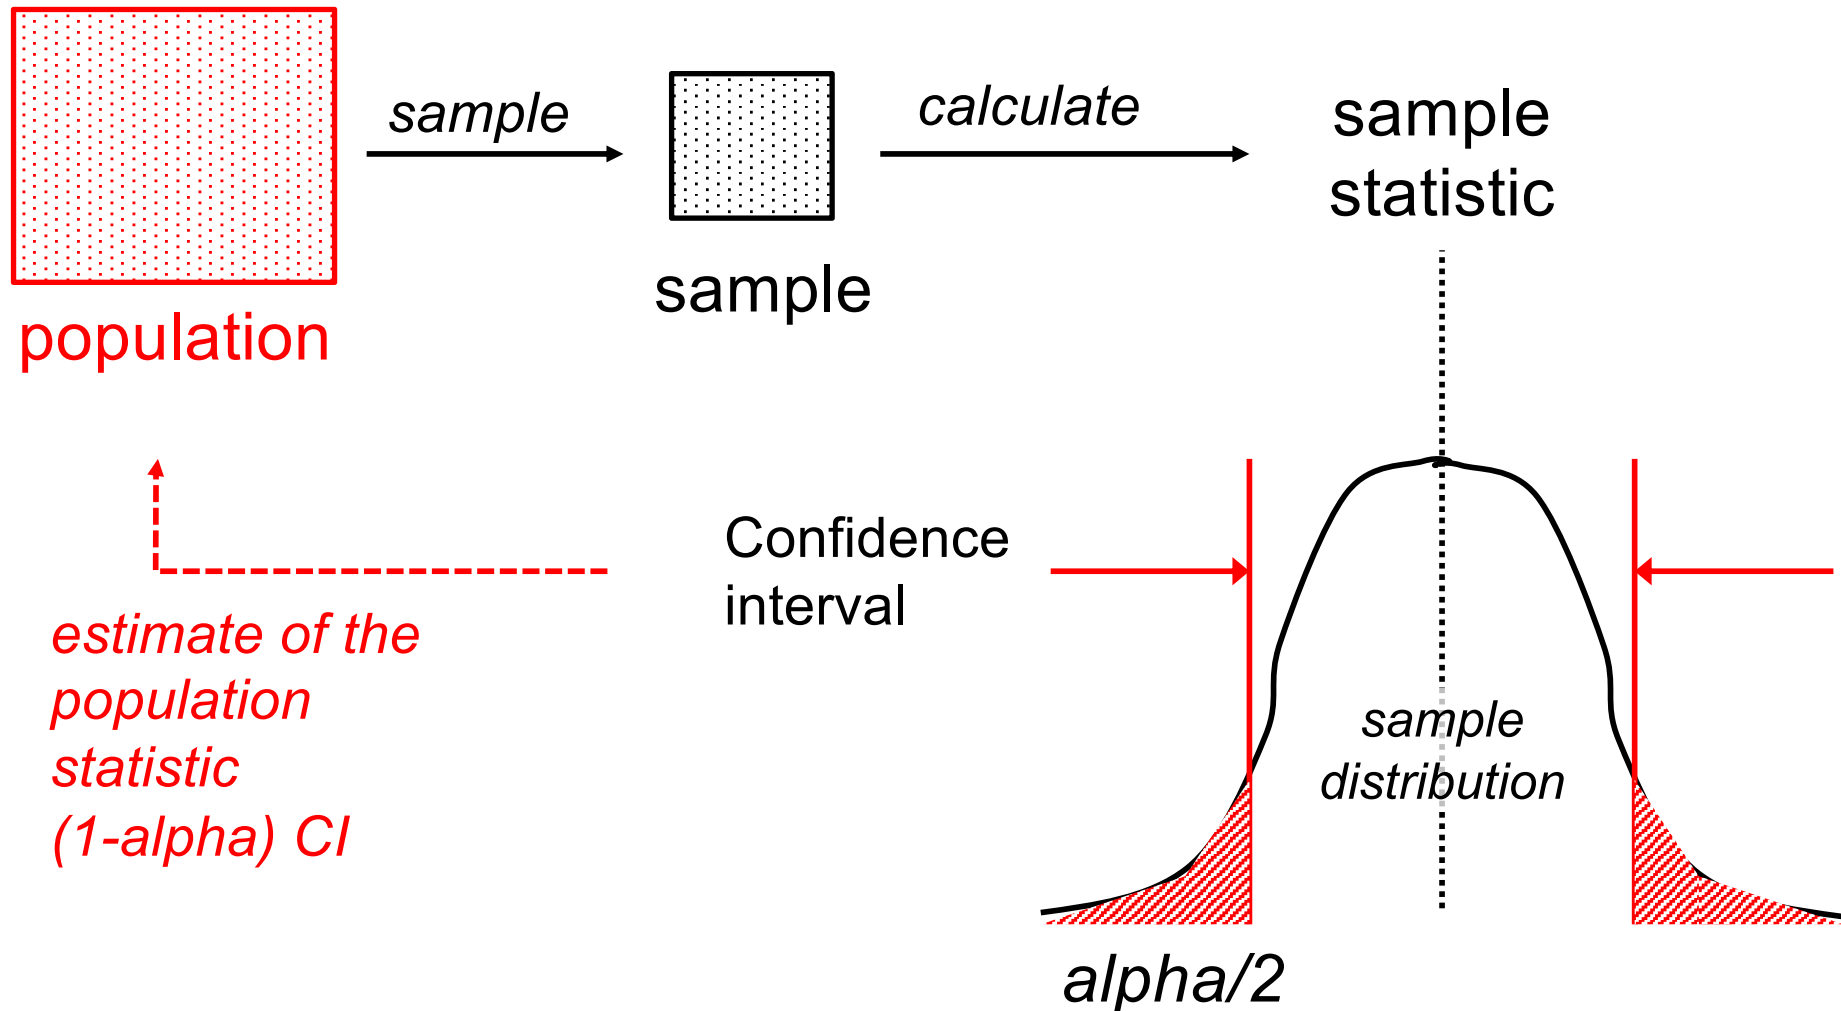 sample
calculate
sample
statistic
sample
population
Confidence
interval
estimate of the
population
statistic
(1-alpha) CI
sample
distribution
alpha/2